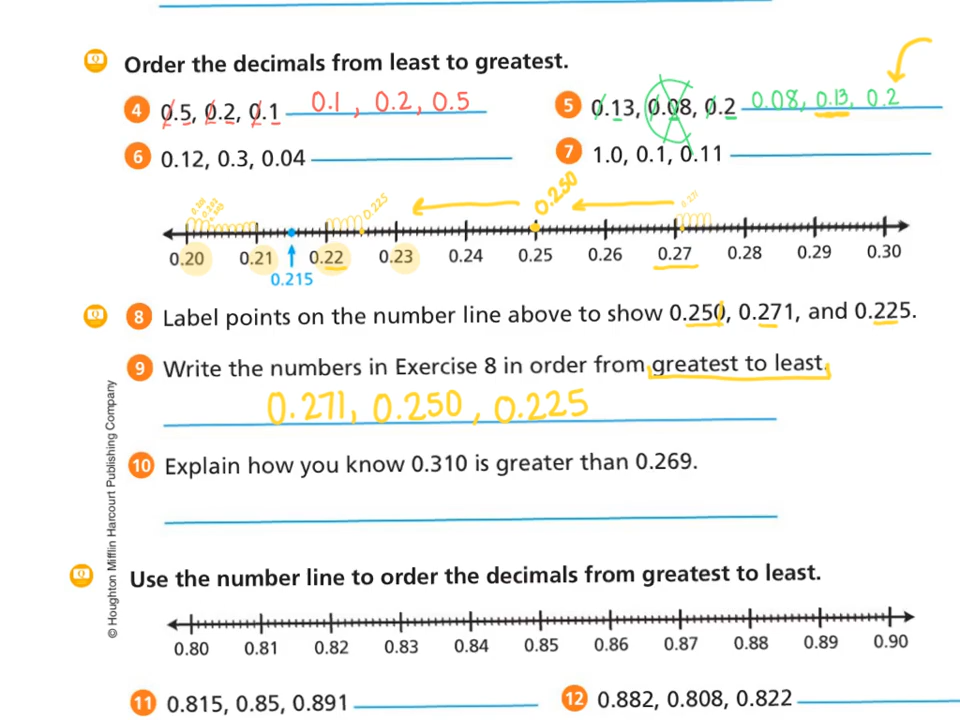 Order the decimals from least to greatest.
4 0.5, 0.2, 0.1 0.1, 0.2, 0.5
5 0.13, 0.08, 0.2 0.08, 0.13, 0.2
6 0.12, 0.3, 0.04
7 1.0, 0.1, 0.11
0.225 0.250 0.271
0.20 0.21 0.22 0.23 0.24 0.25 0.26 0.27 0.28 0.29 0.30
0.215
8 Label points on the number line above to show 0.250, 0.271, and 0.225.
9 Write the numbers in Exercise 8 in order from greatest to least.
0.271, 0.250, 0.225
10 Explain how you know 0.310 is greater than 0.269.
© Houghton Mifflin Harcourt Publishing Company
Use the number line to order the decimals from greatest to least.
0.80 0.81 0.82 0.83 0.84 0.85 0.86 0.87 0.88 0.89 0.90
11 0.815, 0.85, 0.891
12 0.882, 0.808, 0.822